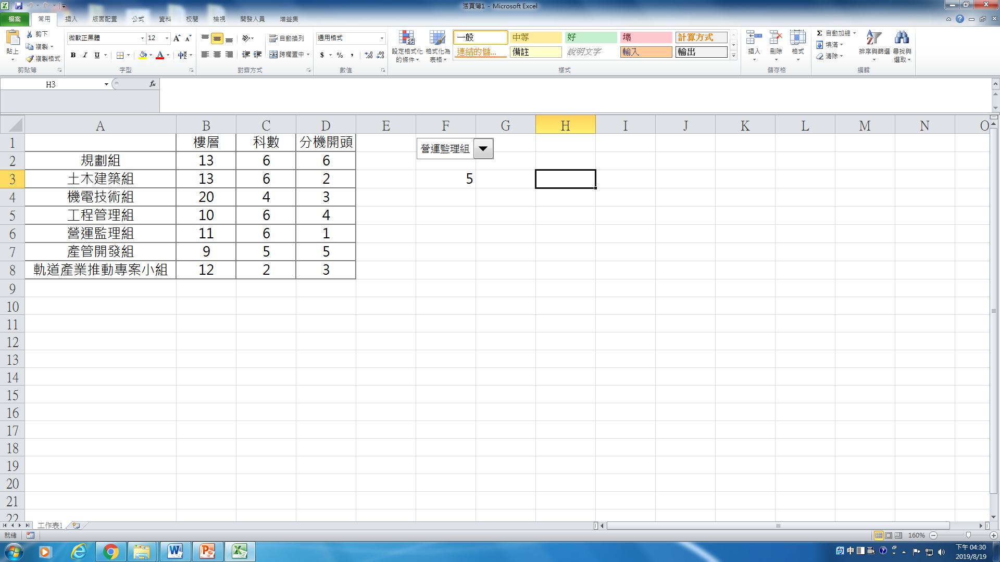 活頁簿1 - Microsoft Excel
檔案 常用 插入 版面配置 公式 資料 校閱 檢視 開發人員 增益集
貼上 剪下 複製 複製格式 剪貼簿
微軟正黑體 12 B I U A 中 字型
自動換列 跨欄置中 對齊方式
通用格式 $ % , 數值
設定格式化的條件 格式化為表格
一般 中等 好 壞 計算方式
連結的儲... 備註 說明文字 輸入 輸出
樣式
插入 刪除 格式 儲存格
Σ 自動加總 填滿 清除 排序與篩選 尋找與選取 編輯
H3 fx
A B C D E F G H I J K L M N O
1 樓層 科數 分機開頭 營運監理組
2 規劃組 13 6 6
3 土木建築組 13 6 2 5
4 機電技術組 20 4 3
5 工程管理組 10 6 4
6 營運監理組 11 6 1
7 產管開發組 9 5 5
8 軌道產業推動專案小組 12 2 3
9
10
11
12
13
14
15
16
17
18
19
20
21
22
工作表1
就緒 160%
中 下午 04:30
2019/8/19